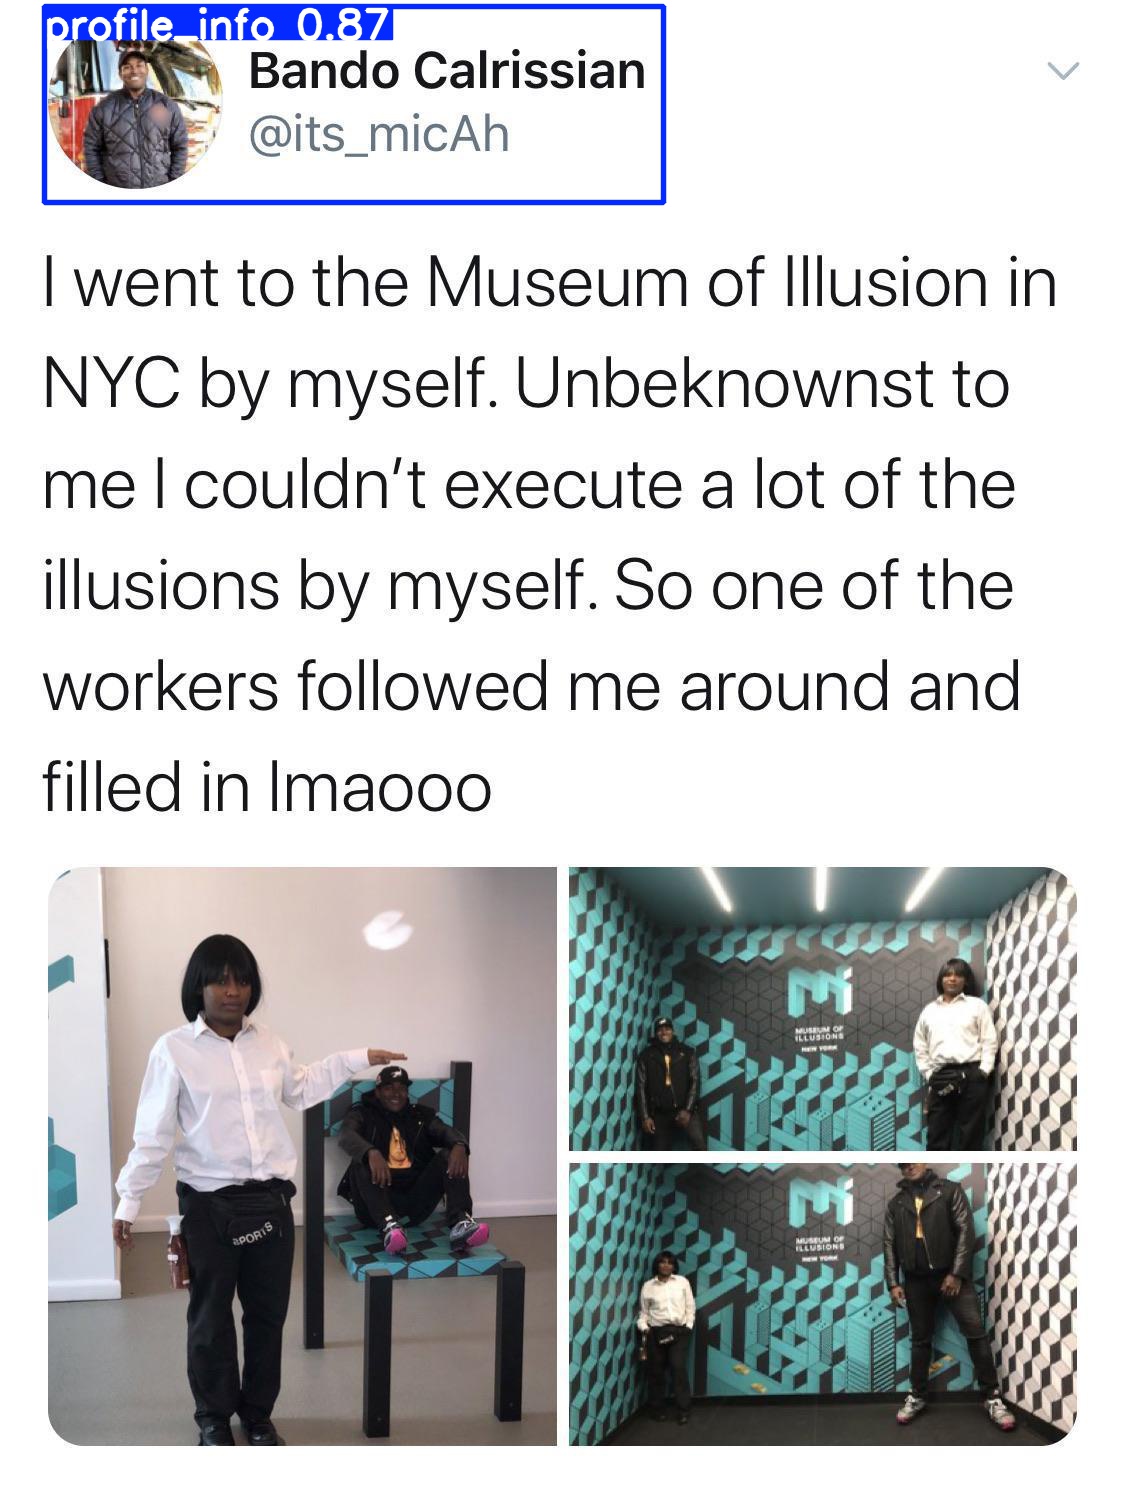 profile_info 0.87
Bando Calrissian
@its_micAh
I went to the Museum of Illusion in
NYC by myself. Unbeknownst to
me I couldn’t execute a lot of the
illusions by myself. So one of the
workers followed me around and
filled in lmaooo
SPORTS
MUSEUM OF
ILLUSIONS
NEW YORK
MUSEUM OF
ILLUSIONS
NEW YORK